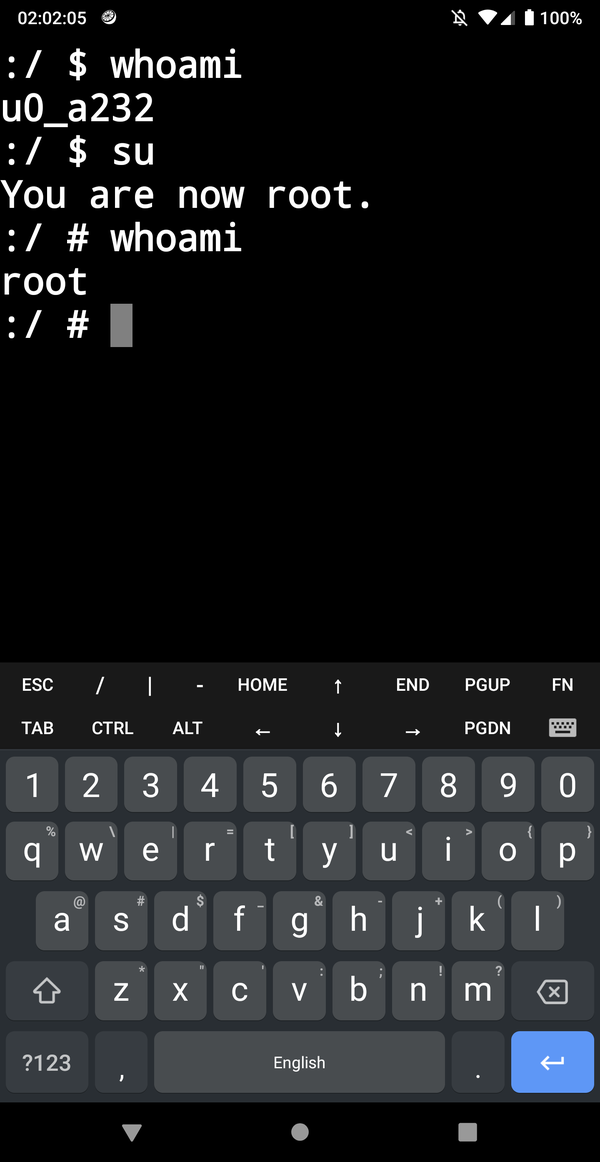 02:02:05 100%
:/ $ whoami
u0_a232
:/ $ su
You are now root.
:/ # whoami
root
:/ #
ESC / | - HOME ↑ END PGUP FN
TAB CTRL ALT ← ↓ → PGDN
1 2 3 4 5 6 7 8 9 0
% \ | = [ ] < > { }
q w e r t y u i o p
@ # $ _ & - + ( )
a s d f g h j k l
* " ' : ; ! ?
z x c v b n m
?123 , English .